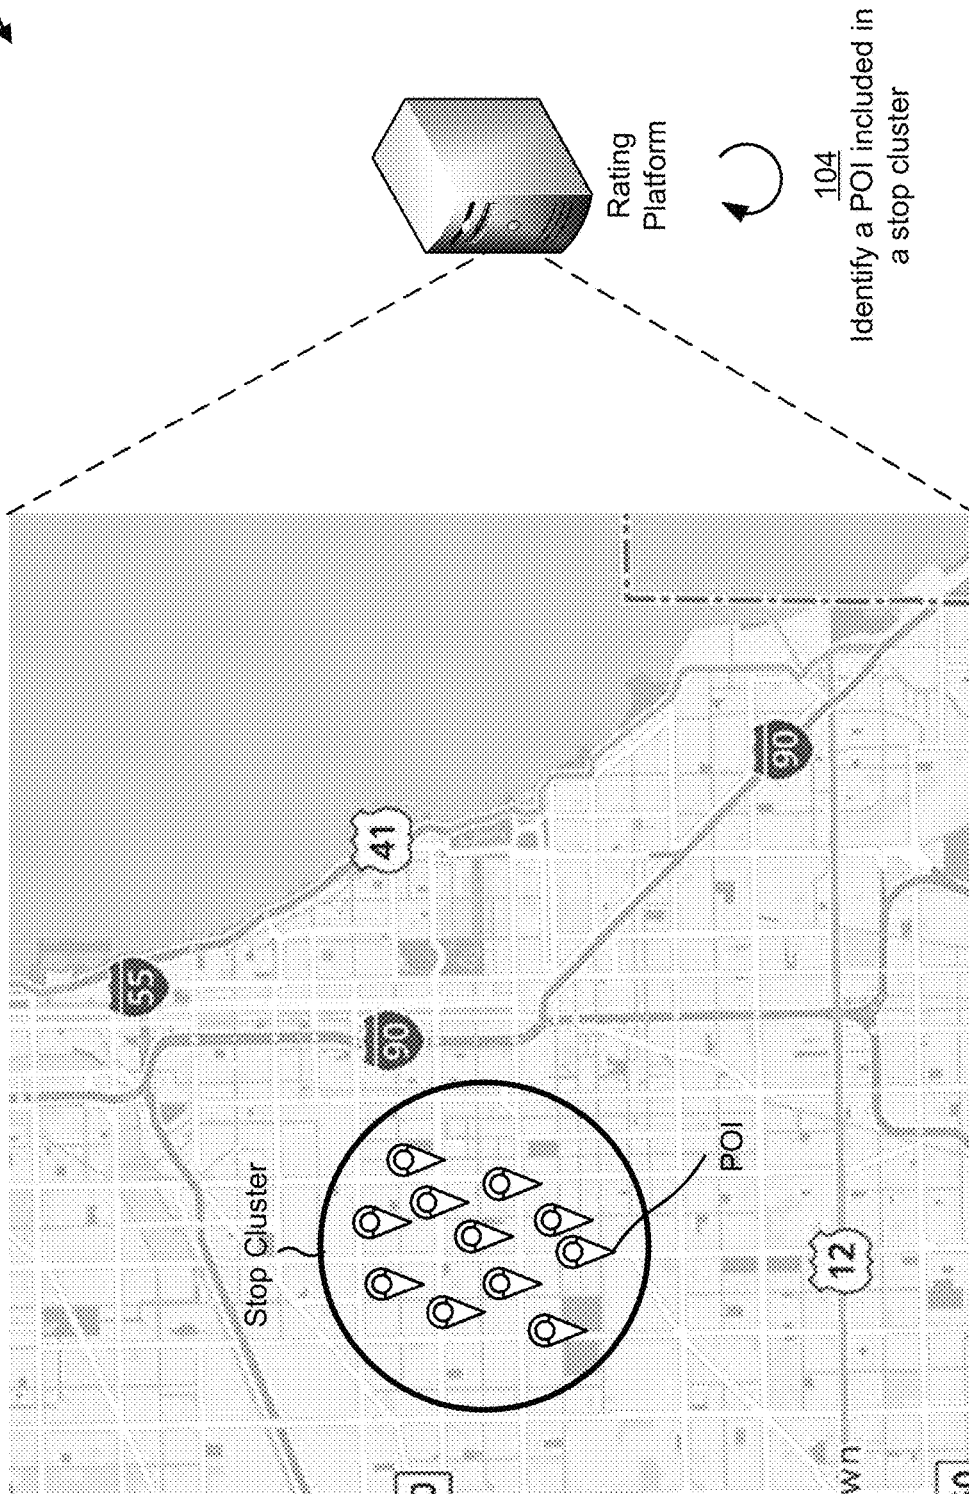 Rating
Platform
104
Identify a POI included in
a stop cluster
55
41
90
90
Stop Cluster
POI
12
wn